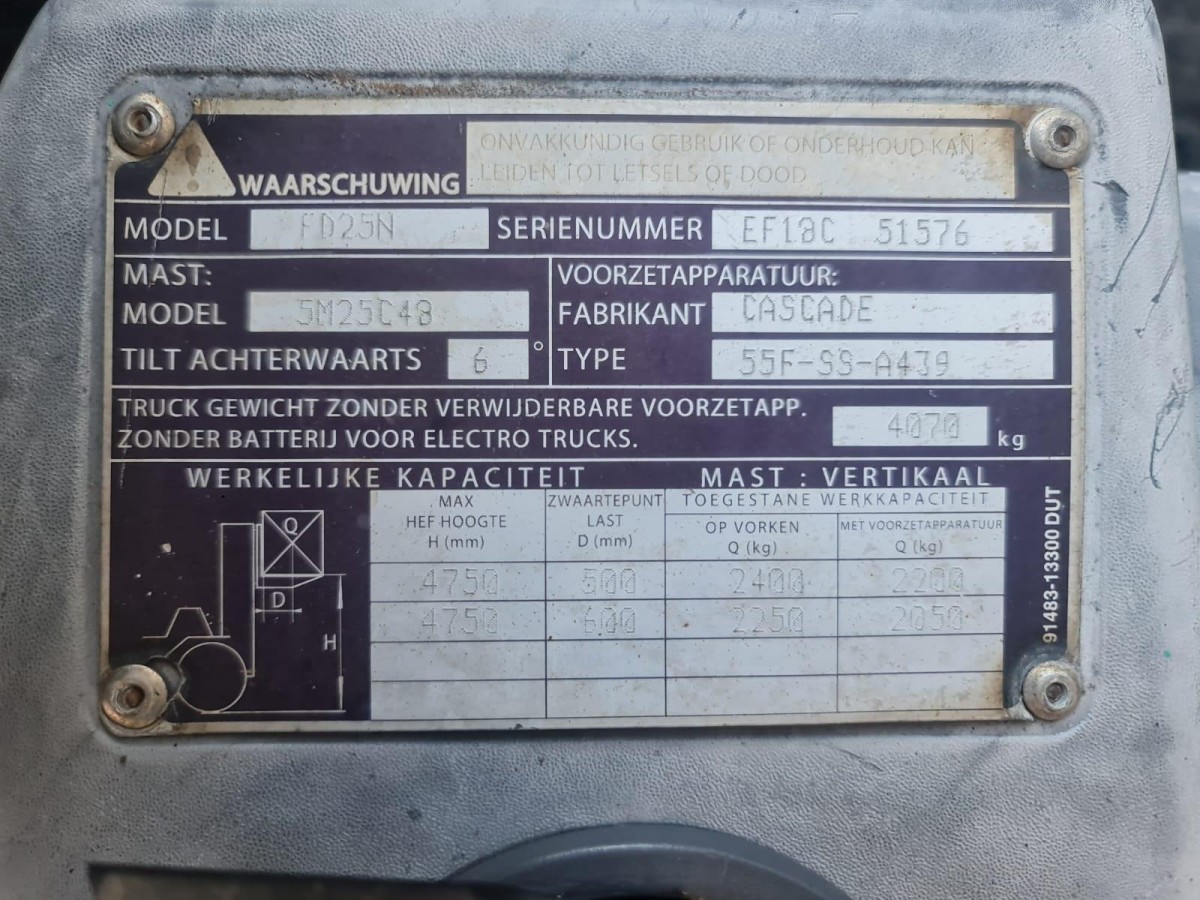 ONVAKKUNDIG GEBRUIK OF ONDERHOUD KAN
LEIDEN TOT LETSELS OF DOOD
WAARSCHUWING
MODEL FD25N SERIENUMMER EF18C 51576
MAST: VOORZETAPPARATUUR:
MODEL 5M25C48 FABRIKANT CASCADE
TILT ACHTERWAARTS 6° TYPE 55F-SS-A439
TRUCK GEWICHT ZONDER VERWIJDERBARE VOORZETAPP.
ZONDER BATTERIJ VOOR ELECTRO TRUCKS. 4070 kg
WERKELIJKE KAPACITEIT MAST : VERTIKAAL
MAX HEF HOOGTE H (mm)
ZWAARTEPUNT LAST D (mm)
TOEGESTANE WERKKAPACITEIT
OP VORKEN Q (kg)
MET VOORZETAPPARATUUR Q (kg)
4750 500 2400 2200
4750 600 2250 2050
Q
D
H
91483-13300 DUT